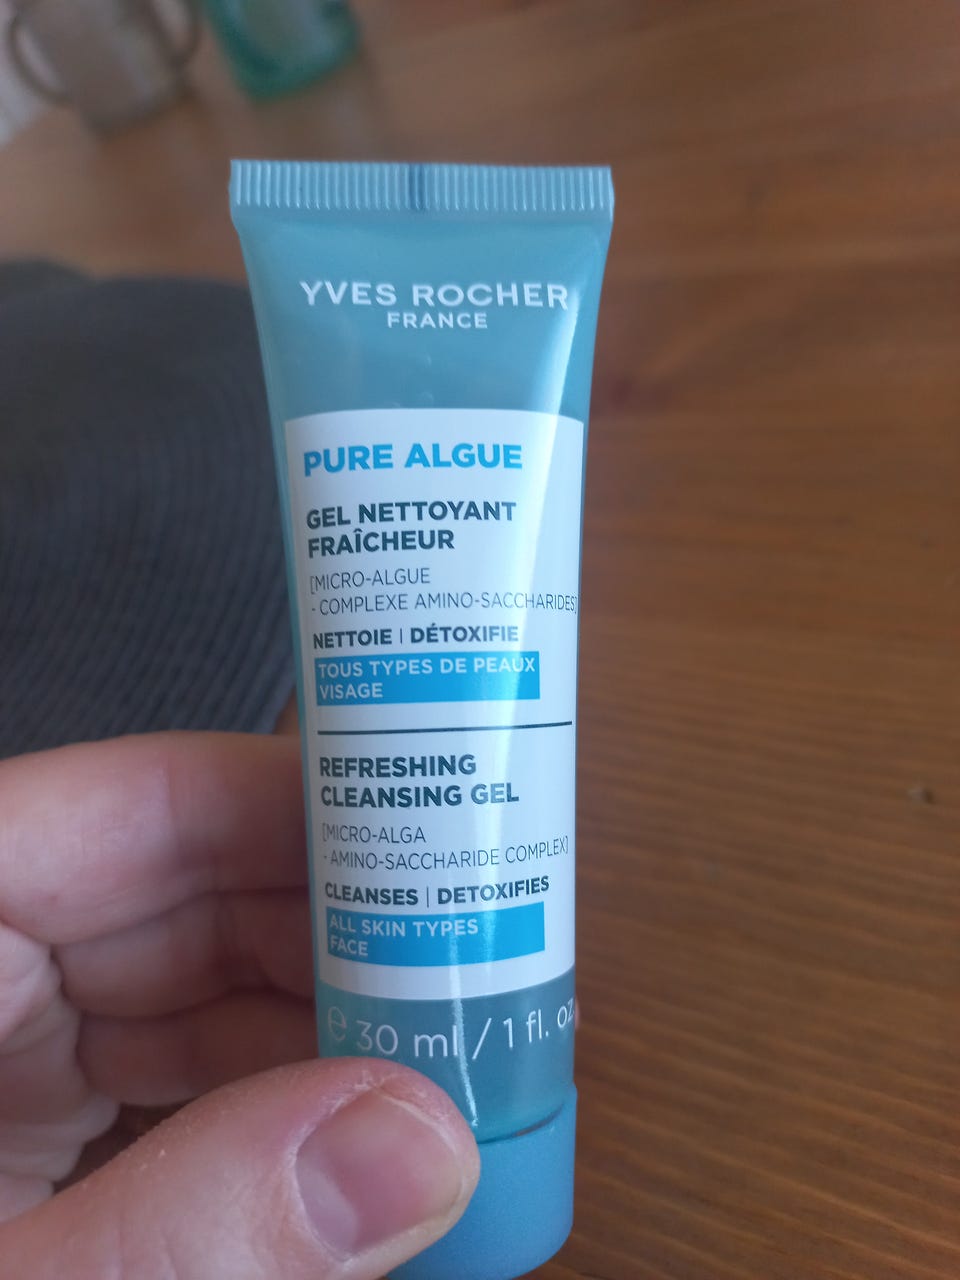 YVES ROCHER
FRANCE
PURE ALGUE
GEL NETTOYANT
FRAÎCHEUR
[MICRO-ALGUE
- COMPLEXE AMINO-SACCHARIDES]
NETTOIE | DÉTOXIFIE
TOUS TYPES DE PEAUX
VISAGE
REFRESHING
CLEANSING GEL
[MICRO-ALGA
- AMINO-SACCHARIDE COMPLEX]
CLEANSES | DETOXIFIES
ALL SKIN TYPES
FACE
℮ 30 ml / 1 fl. oz